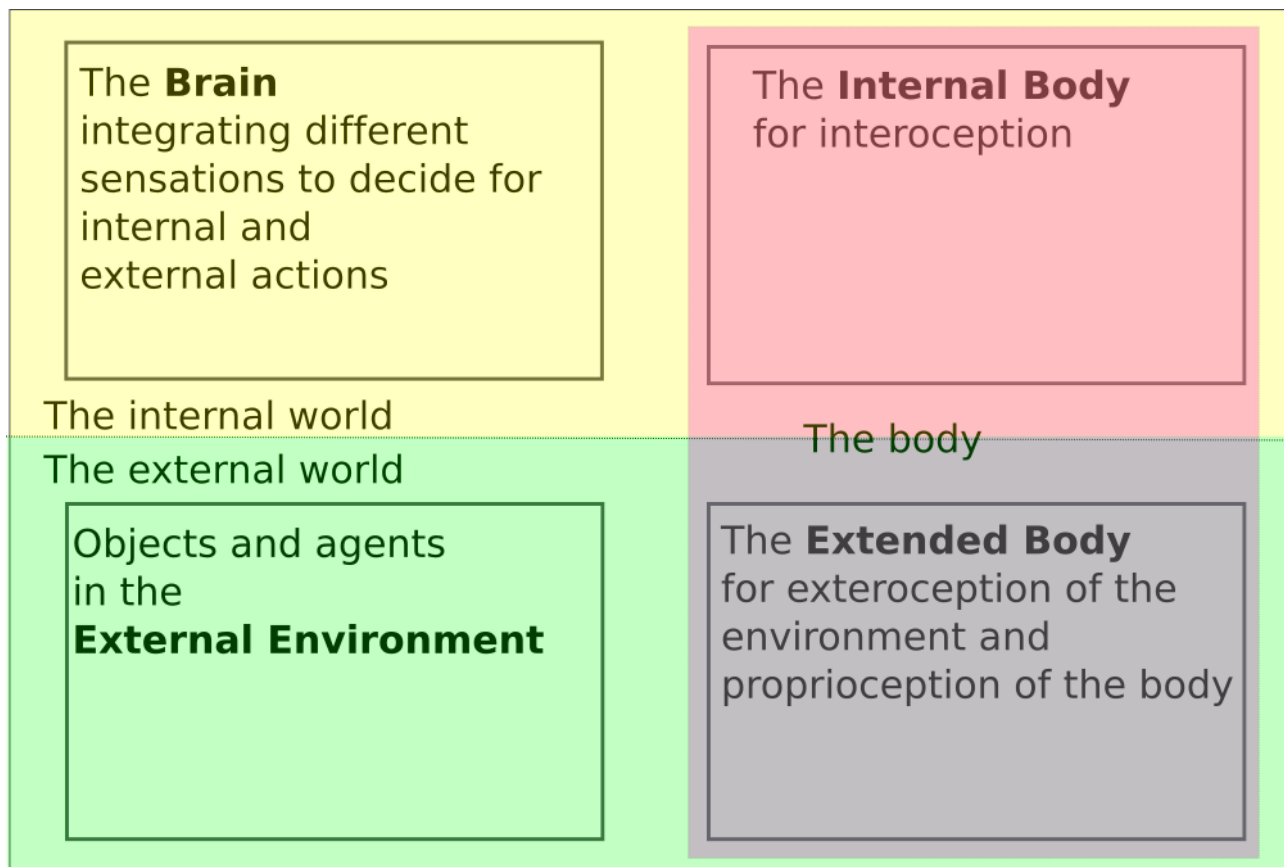 The Brain
integrating different
sensations to decide for
internal and
external actions
The Internal Body
for interoception
The internal world
The body
The external world
Objects and agents
in the
External Environment
The Extended Body
for exteroception of the
environment and
proprioception of the body